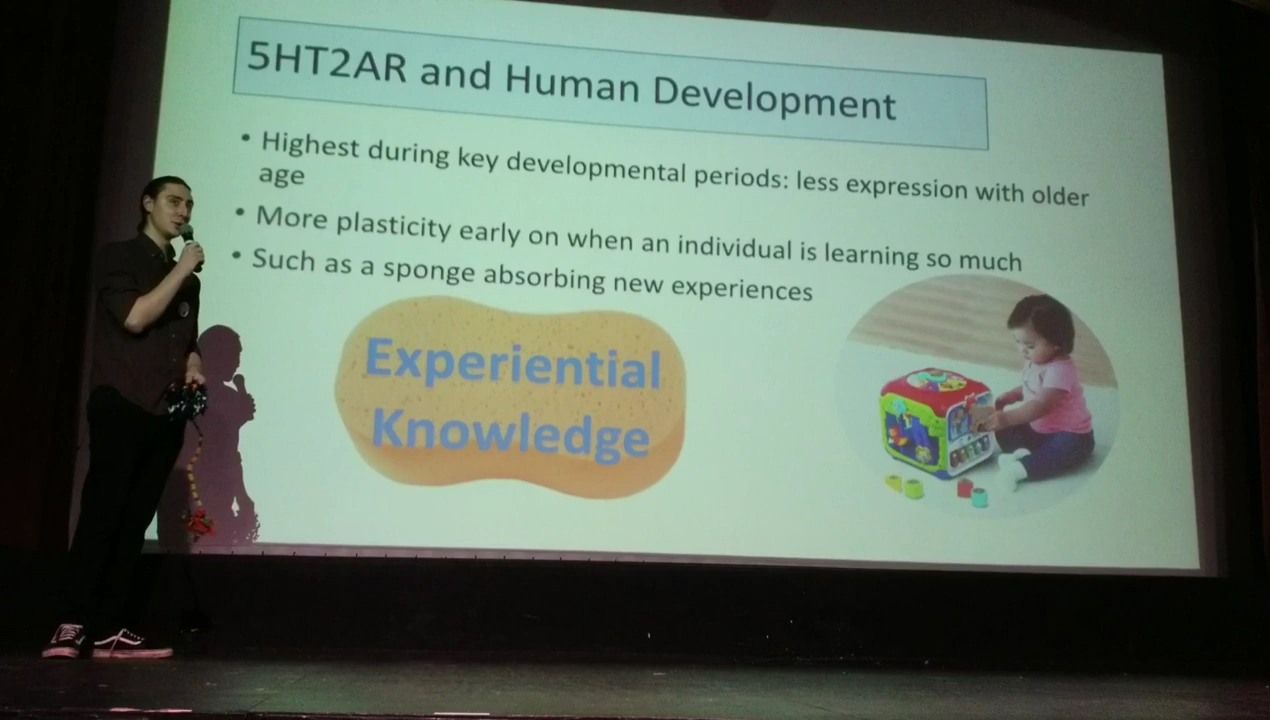 5HT2AR and Human Development
• Highest during key developmental periods: less expression with older
age
• More plasticity early on when an individual is learning so much
• Such as a sponge absorbing new experiences
Experiential
Knowledge